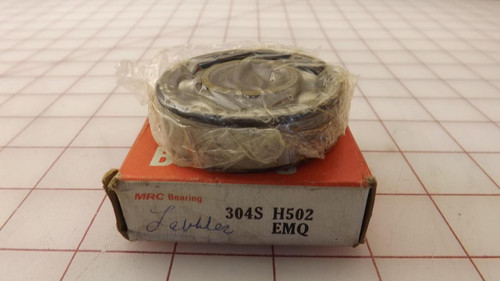 B
MRC Bearing
304S H502
EMQ